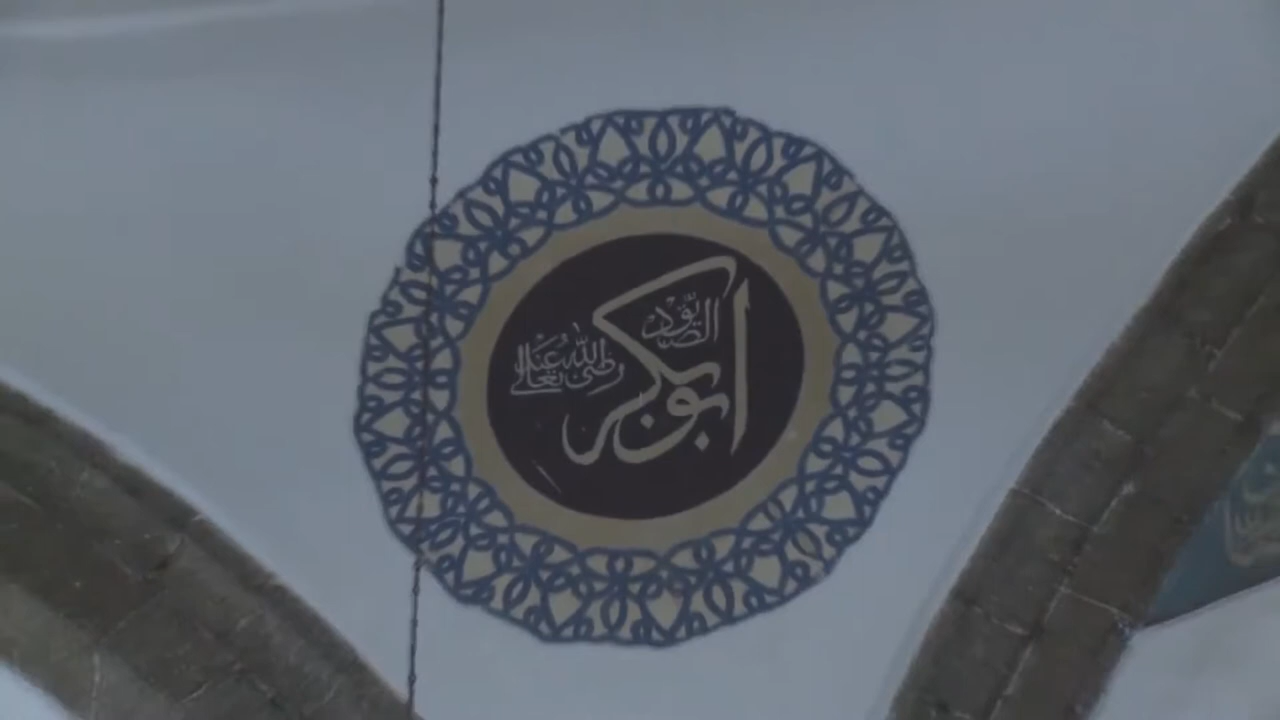 ابو بكر
الصديق
رضى الله تعالى عنه